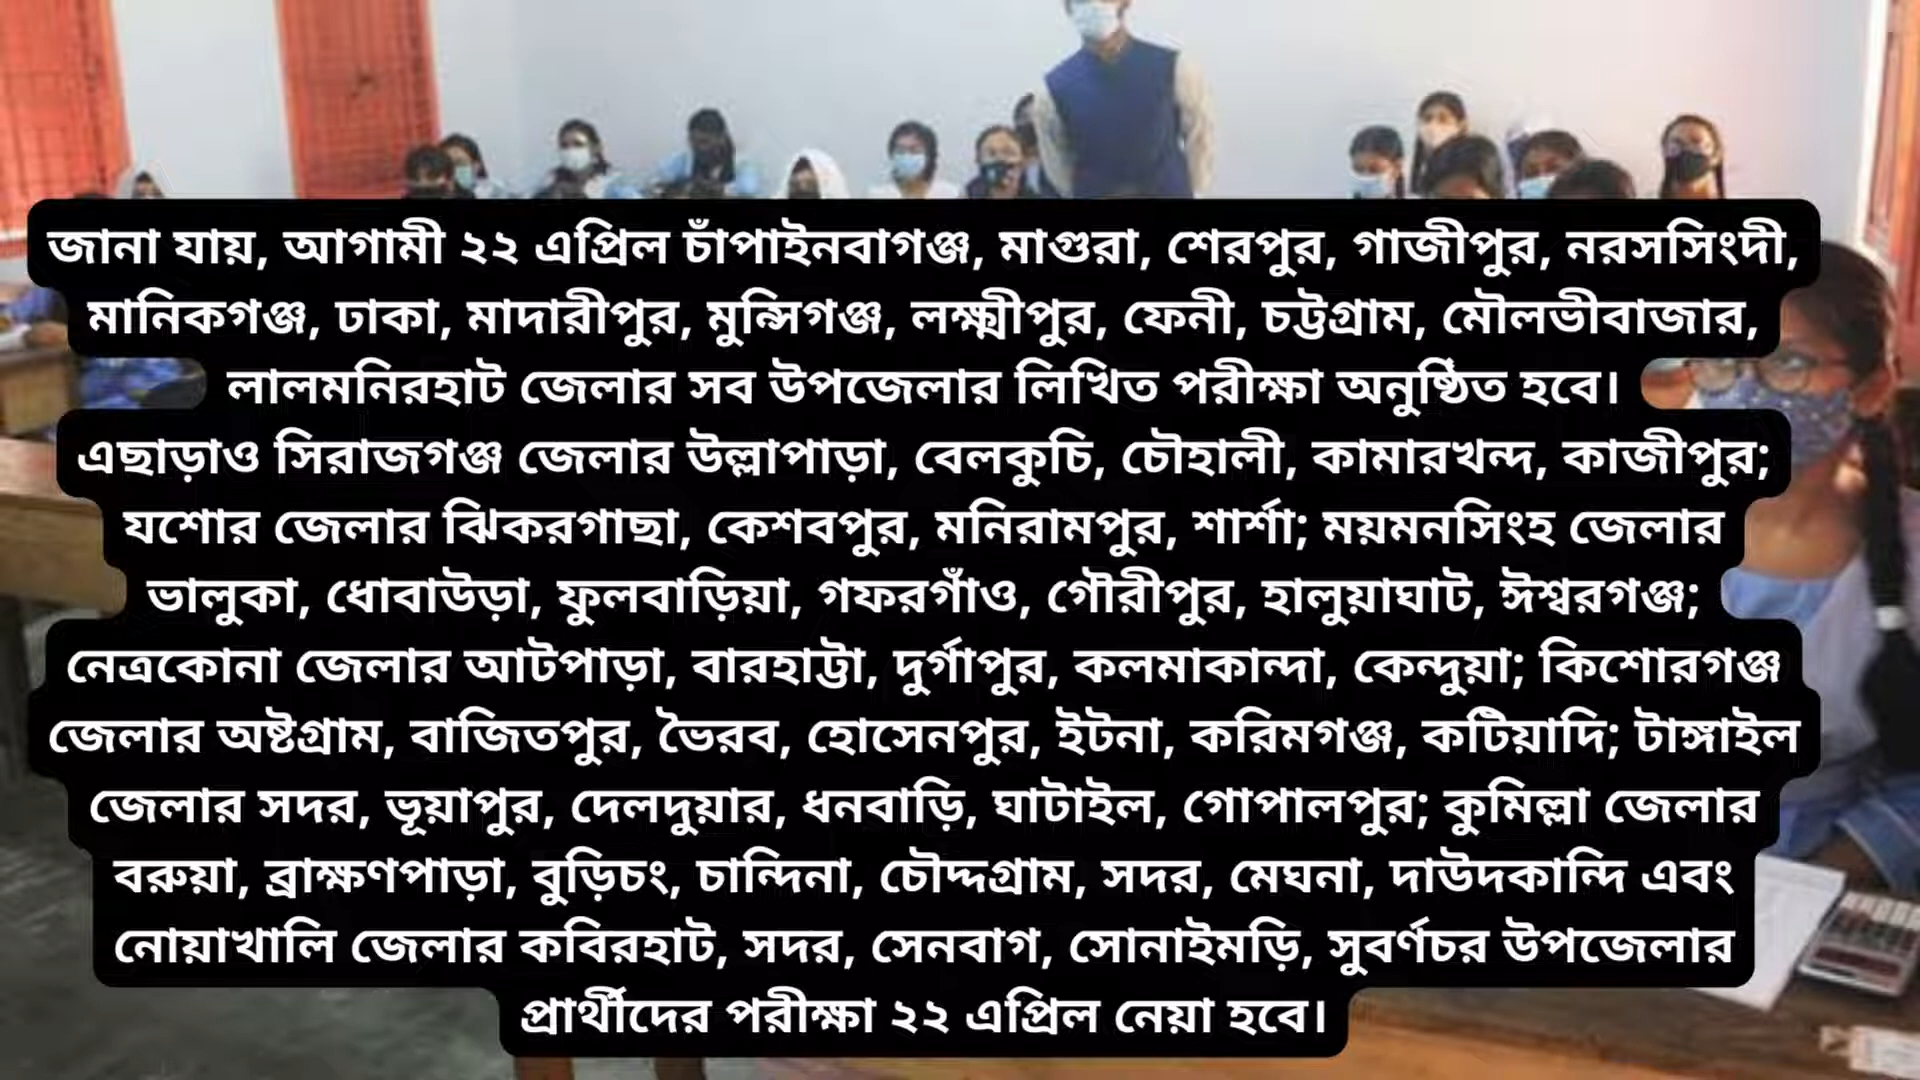 জানা যায়, আগামী ২২ এপ্রিল চাঁপাইনবাগঞ্জ, মাগুরা, শেরপুর, গাজীপুর, নরসসিংদী,
মানিকগঞ্জ, ঢাকা, মাদারীপুর, মুন্সিগঞ্জ, লক্ষ্মীপুর, ফেনী, চট্টগ্রাম, মৌলভীবাজার,
লালমনিরহাট জেলার সব উপজেলার লিখিত পরীক্ষা অনুষ্ঠিত হবে।
এছাড়াও সিরাজগঞ্জ জেলার উল্লাপাড়া, বেলকুচি, চৌহালী, কামারখন্দ, কাজীপুর;
যশোর জেলার ঝিকরগাছা, কেশবপুর, মনিরামপুর, শার্শা; ময়মনসিংহ জেলার
ভালুকা, ধোবাউড়া, ফুলবাড়িয়া, গফরগাঁও, গৌরীপুর, হালুয়াঘাট, ঈশ্বরগঞ্জ;
নেত্রকোনা জেলার আটপাড়া, বারহাট্টা, দুর্গাপুর, কলমাকান্দা, কেন্দুয়া; কিশোরগঞ্জ
জেলার অষ্টগ্রাম, বাজিতপুর, ভৈরব, হোসেনপুর, ইটনা, করিমগঞ্জ, কটিয়াদি; টাঙ্গাইল
জেলার সদর, ভূয়াপুর, দেলদুয়ার, ধনবাড়ি, ঘাটাইল, গোপালপুর; কুমিল্লা জেলার
বরুয়া, ব্রাক্ষণপাড়া, বুড়িচং, চান্দিনা, চৌদ্দগ্রাম, সদর, মেঘনা, দাউদকান্দি এবং
নোয়াখালি জেলার কবিরহাট, সদর, সেনবাগ, সোনাইমড়ি, সুবর্ণচর উপজেলার
প্রার্থীদের পরীক্ষা ২২ এপ্রিল নেয়া হবে।